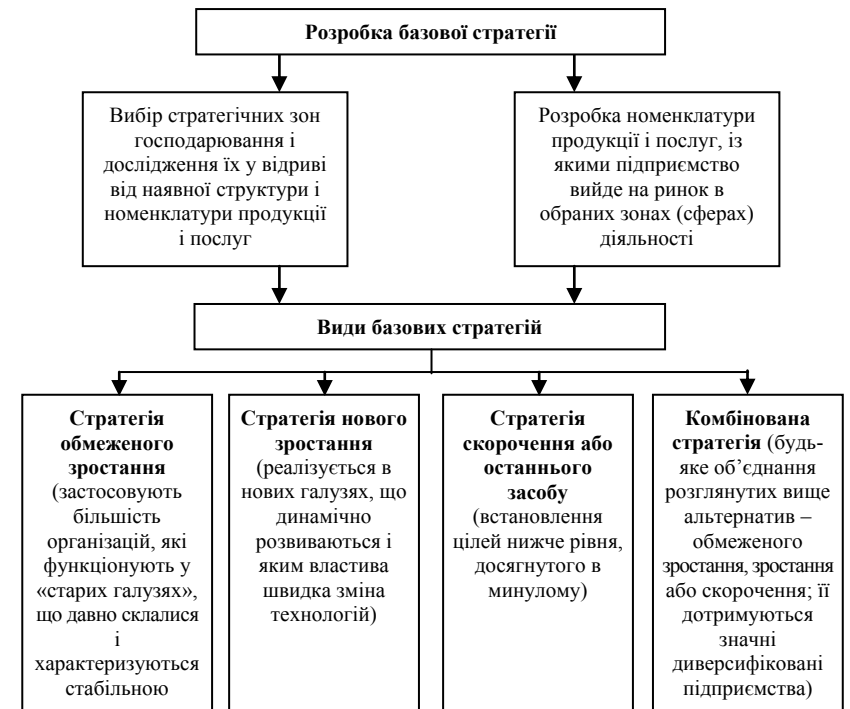 Розробка базової стратегії
Вибір стратегічних зон
господарювання і
дослідження їх у відриві
від наявної структури і
номенклатури продукції
і послуг
Розробка номенклатури
продукції і послуг, із
якими підприємство
вийде на ринок в
обраних зонах (сферах)
діяльності
Види базових стратегій
Стратегія
обмеженого
зростання
(застосовують
більшість
організацій, які
функціонують у
«старих галузях»,
що давно склалися
і
характеризуються
стабільною
Стратегія нового
зростання
(реалізується в
нових галузях, що
динамічно
розвиваються і
яким властива
швидка зміна
технологій)
Стратегія
скорочення або
останнього
засобу
(встановлення
цілей нижче рівня,
досягнутого в
минулому)
Комбінована
стратегія (будь-
яке об’єднання
розглянутих вище
альтернатив –
обмеженого
зростання, зростання
або скорочення; її
дотримуються
значні
диверсифіковані
підприємства)